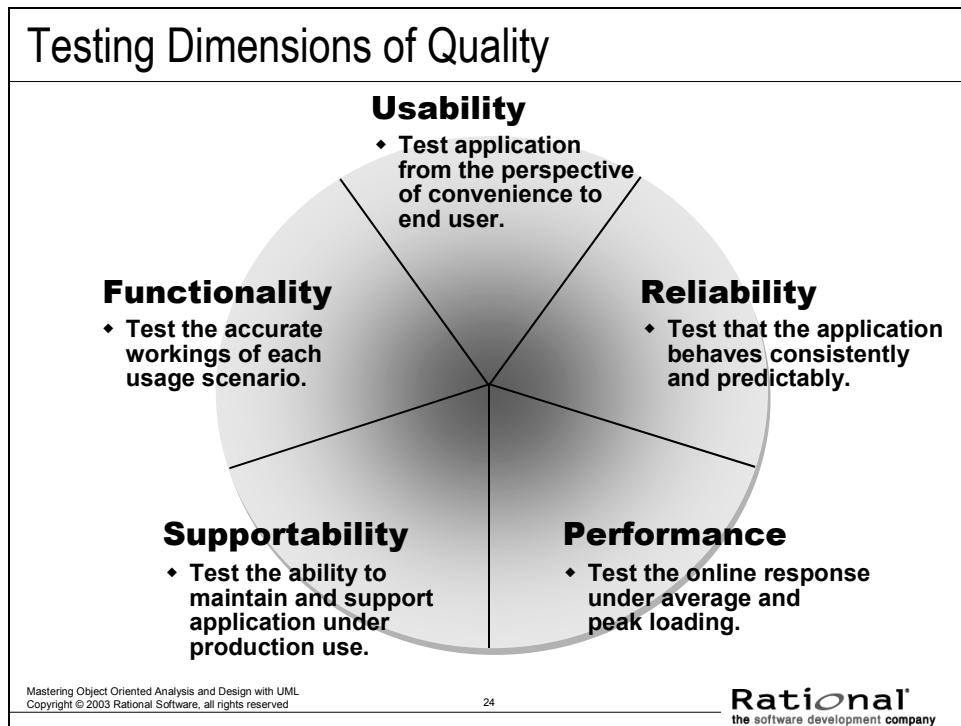 Testing Dimensions of Quality
Usability
◆ Test application
from the perspective
of convenience to
end user.
Functionality
◆ Test the accurate
workings of each
usage scenario.
Reliability
◆ Test that the application
behaves consistently
and predictably.
Supportability
◆ Test the ability to
maintain and support
application under
production use.
Performance
◆ Test the online response
under average and
peak loading.
Mastering Object Oriented Analysis and Design with UML
Copyright © 2003 Rational Software, all rights reserved
24
Rational
the software development company